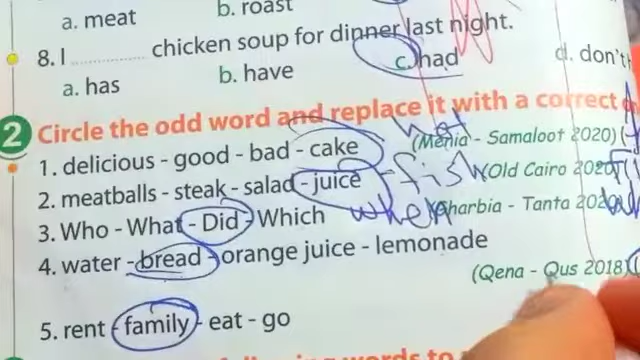 a. meat b. roast
8. I ............ chicken soup for dinner last night.
a. has b. have c. had d. don't
2 Circle the odd word and replace it with a correct
1. delicious - good - bad - cake hot (Menia - Samaloot 2020)
2. meatballs - steak - salad - juice - fish (Old Cairo 2020)
3. Who - What - Did - Which when (Gharbia - Tanta 2020)
4. water - bread - orange juice - lemonade
(Qena - Qus 2018)
5. rent - family - eat - go
words to